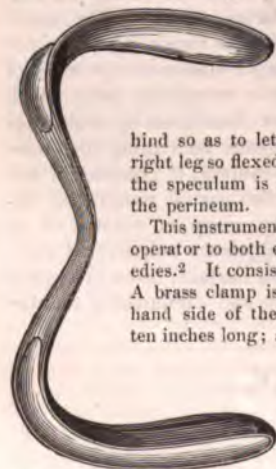 hind so as to let
right leg so flexed
the speculum is
the perineum.
This instrumen
operator to both e
edies.²  It consis
A brass clamp is
hand side of the
ten inches long;